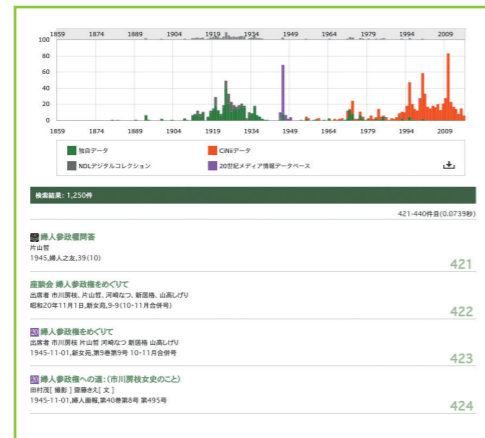 1859 1874 1889 1904 1919 1934 1949 1964 1979 1994 2009
100
80
60
40
20
0
1859 1874 1889 1904 1919 1934 1949 1964 1979 1994 2009
独自データ CiNiiデータ
NDLデジタルコレクション 20世紀メディア情報データベース
検索結果: 1,250件
421-440件目(0.0739秒)
婦人参政權問答
片山哲
1945,婦人之友,39(10)
421
座談会 婦人参政権をめぐりて
出席者 市川房枝, 片山哲, 河崎なつ, 新居格, 山高しげり
昭和20年11月1日,新女苑,9-9(10-11月合併号)
422
20 婦人参政権をめぐりて
出席者 市川房枝 片山哲 河崎なつ 新居格 山高しげり
1945-11-01,新女苑,第9巻第9号 10-11月合併号
423
20 婦人参政権への道:(市川房枝女史のこと)
田村茂[ 撮影 ] 齋藤きえ[ 文 ]
1945-11-01,婦人画報,第40巻第8号 第495号
424